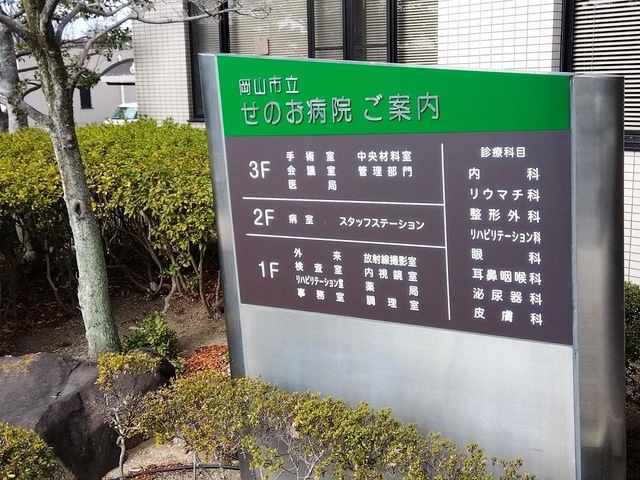 岡山市立
せのお病院 ご案内
3F
手術室 中央材料室
会議室 管理部門
医局
2F 病室 スタッフステーション
1F
外来 放射線撮影室
検査室 内視鏡室
リハビリテーション室 薬局
事務室 調理室
診療科目
内科
リウマチ科
整形外科
リハビリテーション科
眼科
耳鼻咽喉科
泌尿器科
皮膚科